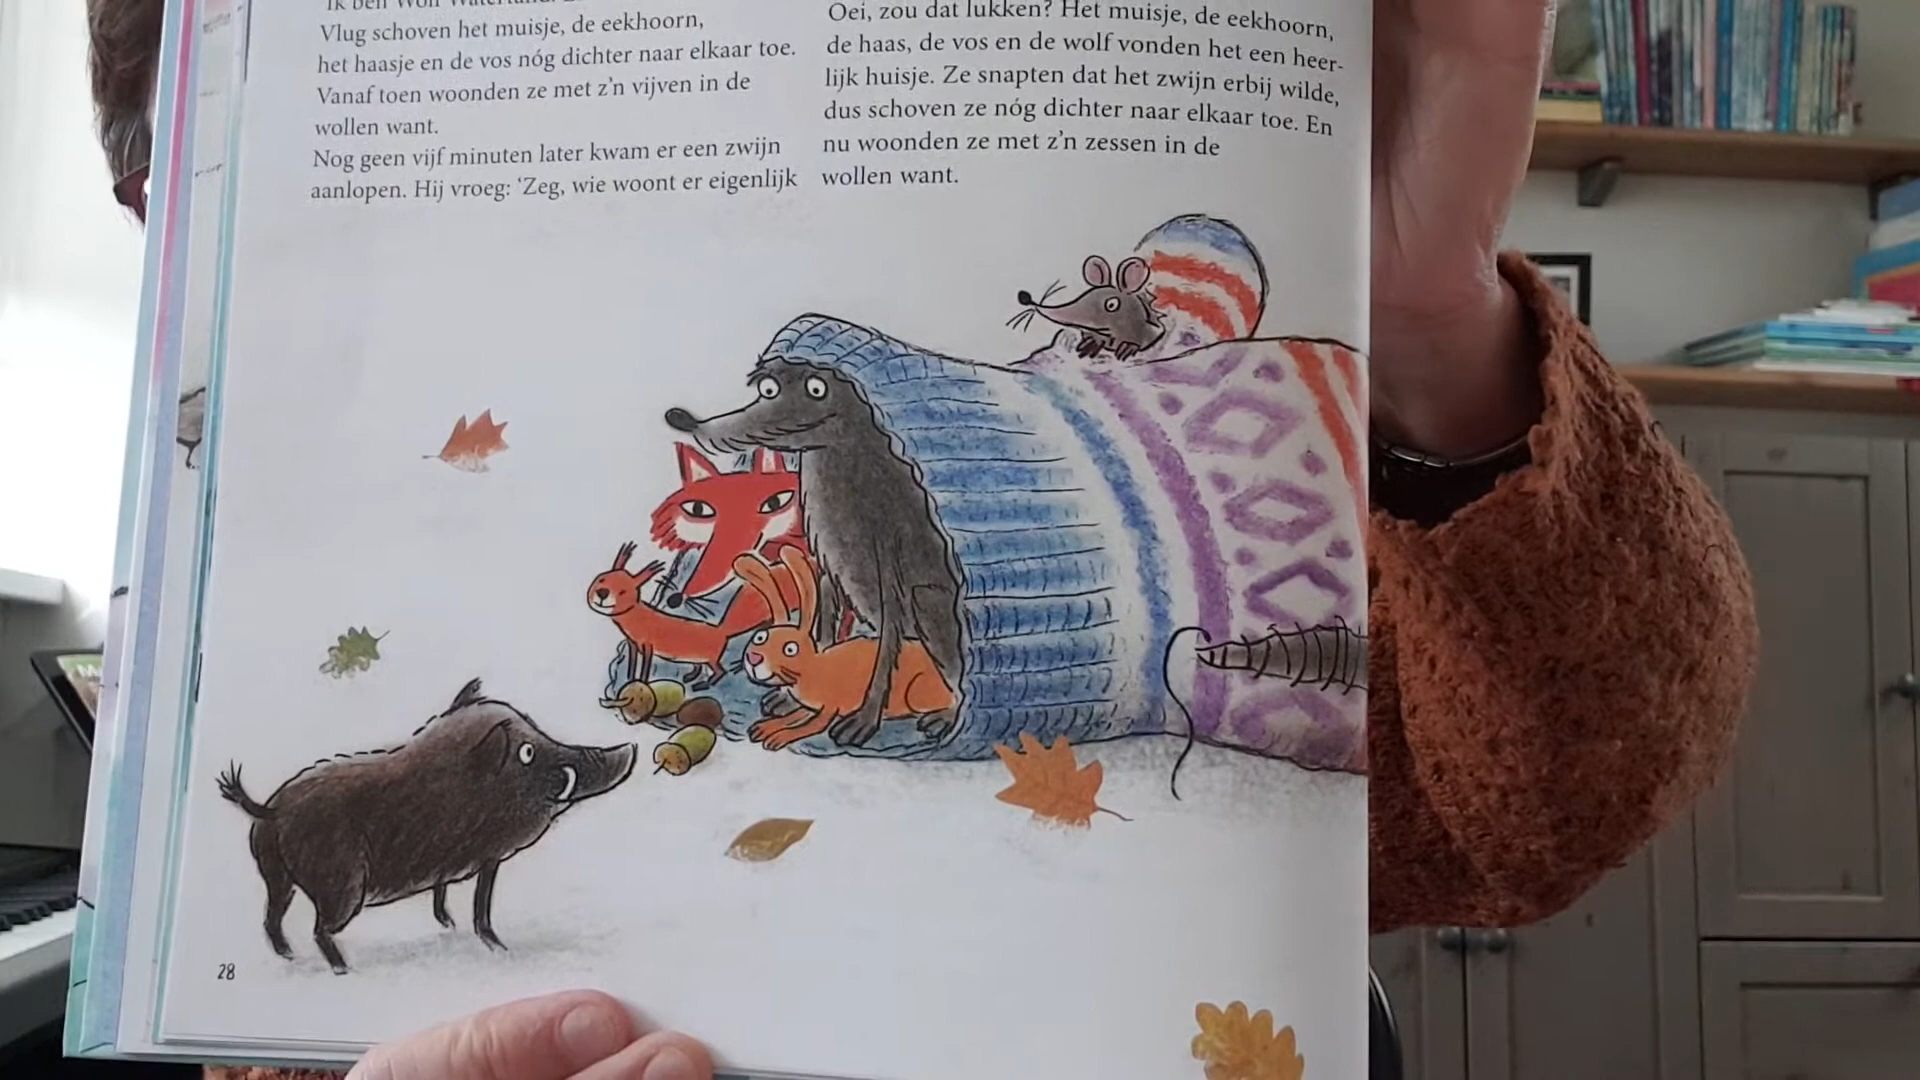 Ik ben Wolf
Vlug schoven het muisje, de eekhoorn,
het haasje en de vos nóg dichter naar elkaar toe.
Vanaf toen woonden ze met z’n vijven in de
wollen want.
Nog geen vijf minuten later kwam er een zwijn
aanlopen. Hij vroeg: ‘Zeg, wie woont er eigenlijk
Oei, zou dat lukken? Het muisje, de eekhoorn,
de haas, de vos en de wolf vonden het een heer-
lijk huisje. Ze snapten dat het zwijn erbij wilde,
dus schoven ze nóg dichter naar elkaar toe. En
nu woonden ze met z’n zessen in de
wollen want.
28